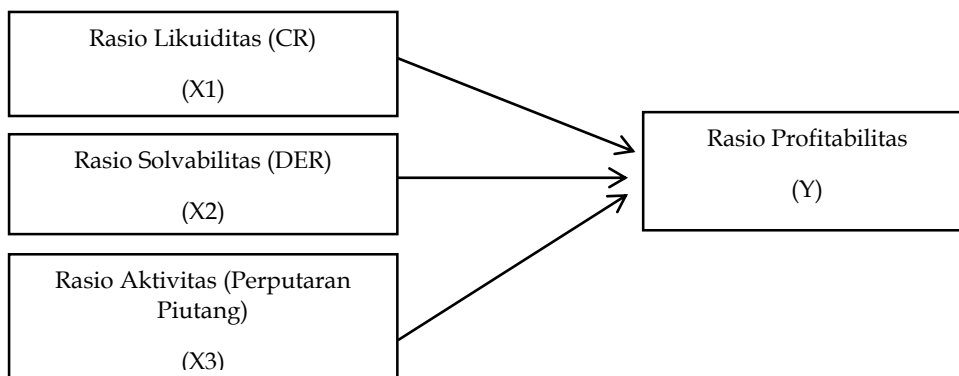 Rasio Likuiditas (CR)
(X1)
Rasio Solvabilitas (DER)
(X2)
Rasio Aktivitas (Perputaran
Piutang)
(X3)
Rasio Profitabilitas
(Y)